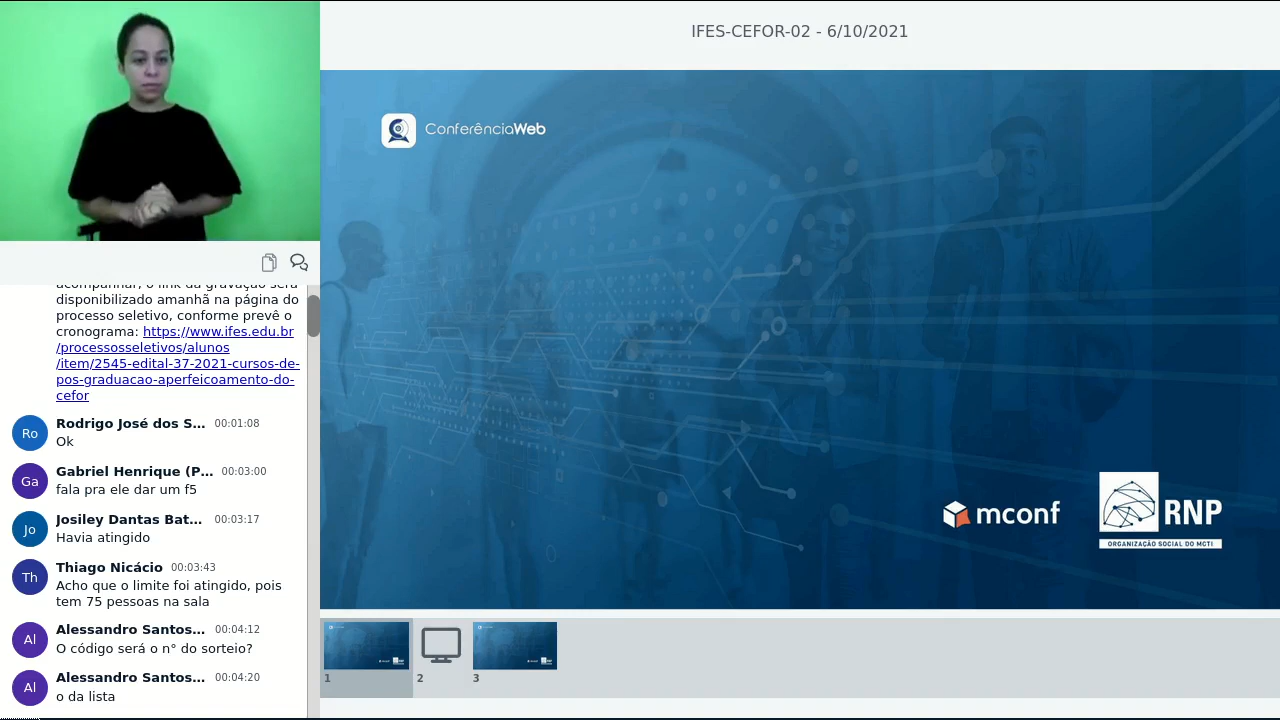 IFES-CEFOR-02 - 6/10/2021
ConferênciaWeb
mconf
RNP
ORGANIZAÇÃO SOCIAL DO MCTI
acompanhar, o link da gravação será
disponibilizado amanhã na página do
processo seletivo, conforme prevê o
cronograma: https://www.ifes.edu.br
/processosseletivos/alunos
/item/2545-edital-37-2021-cursos-de-
pos-graduacao-aperfeicoamento-do-
cefor
Ro
Rodrigo José dos S... 00:01:08
Ok
Ga
Gabriel Henrique (P... 00:03:00
fala pra ele dar um f5
Jo
Josiley Dantas Bat... 00:03:17
Havia atingido
Th
Thiago Nicácio 00:03:43
Acho que o limite foi atingido, pois
tem 75 pessoas na sala
Al
Alessandro Santos... 00:04:12
O código será o n° do sorteio?
Al
Alessandro Santos... 00:04:20
o da lista
1
2
3